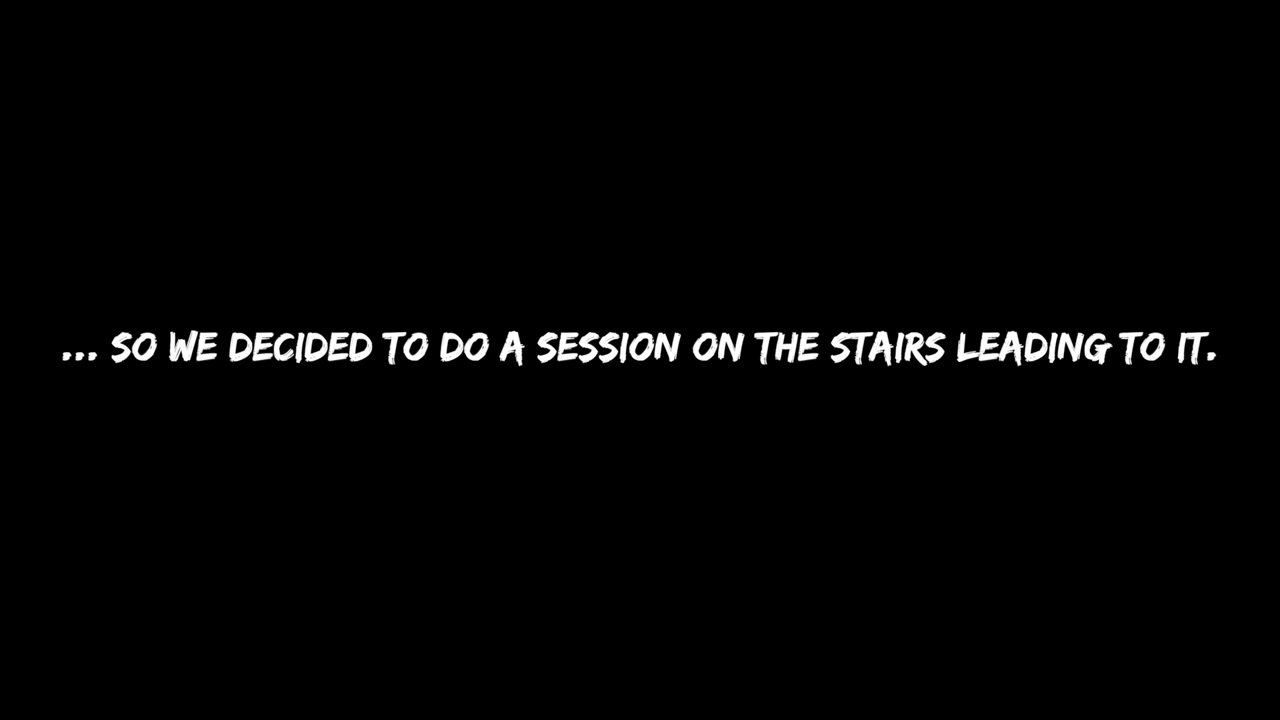 ... SO WE DECIDED TO DO A SESSION ON THE STAIRS LEADING TO IT.